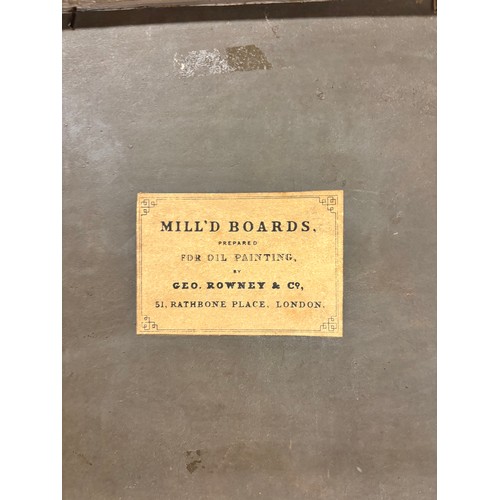 MILL'D BOARDS,
PREPARED
FOR OIL PAINTING,
BY
GEO. ROWNEY & Cº,
51, RATHBONE PLACE, LONDON.